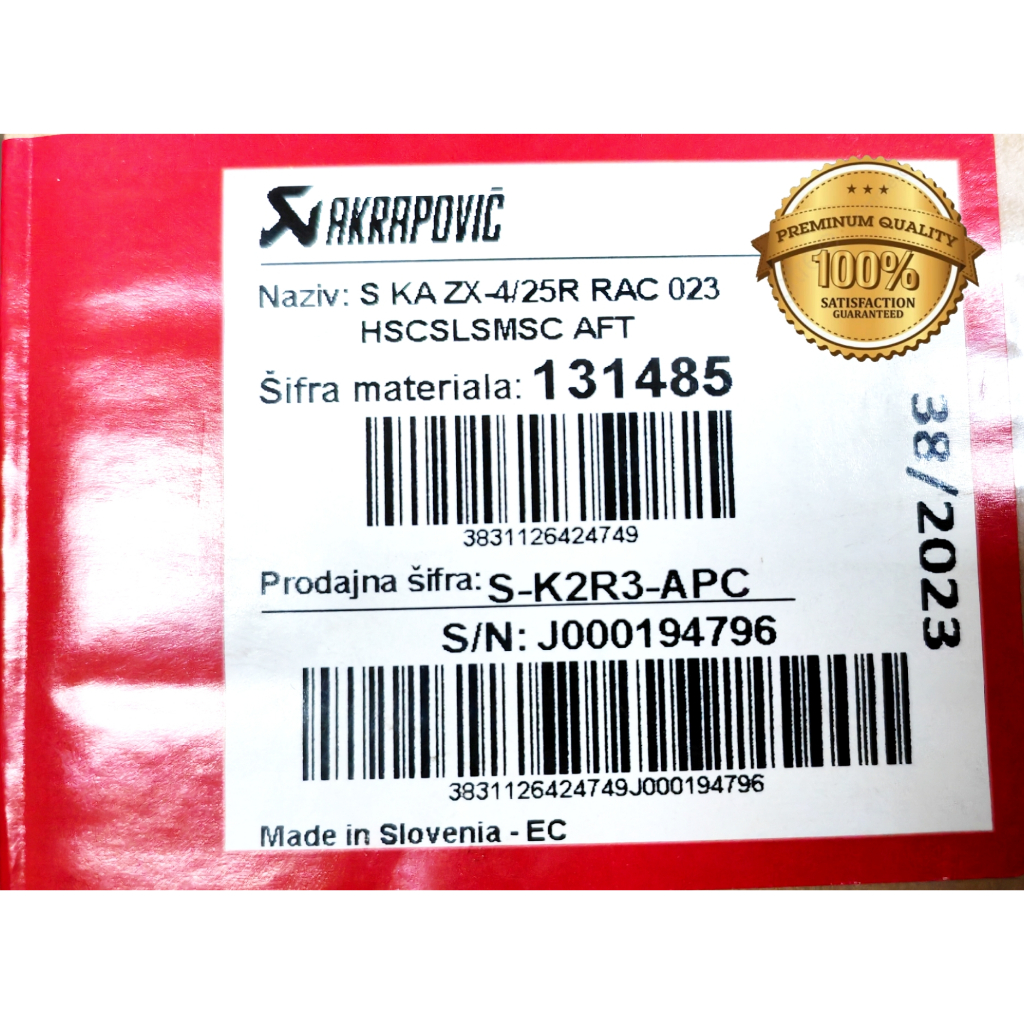 AKRAPOVIČ
PREMINUM QUALITY
100%
SATISFACTION
GUARANTEED
Naziv: S KA ZX-4/25R RAC 023
HSCSLSMSC AFT
Šifra materiala: 131485
3831126424749
38/2023
Prodajna šifra: S-K2R3-APC
S/N: J000194796
3831126424749J000194796
Made in Slovenia - EC